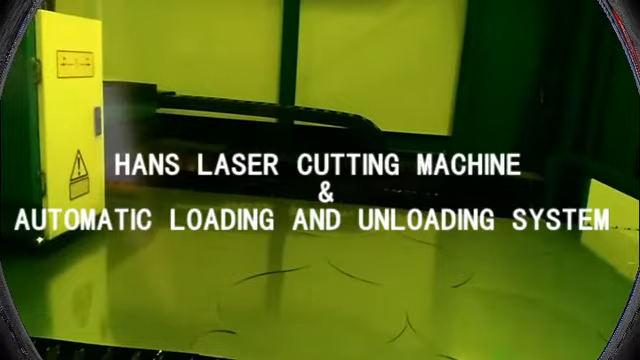 HANS LASER CUTTING MACHINE
&
AUTOMATIC LOADING AND UNLOADING SYSTEM